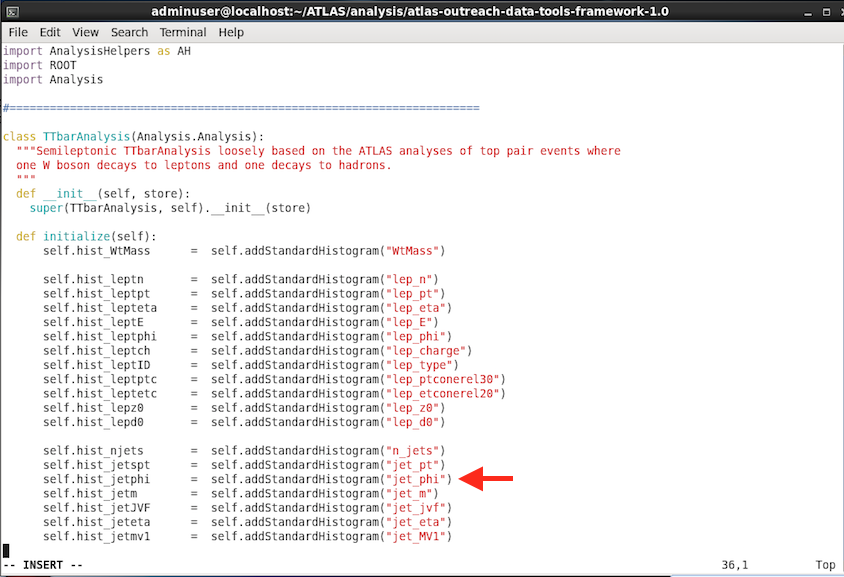 adminuser@localhost:~/ATLAS/analysis/atlas-outreach-data-tools-framework-1.0
File Edit View Search Terminal Help
import AnalysisHelpers as AH
import ROOT
import Analysis
#======================================================================
class TTbarAnalysis(Analysis.Analysis):
  """Semileptonic TTbarAnalysis loosely based on the ATLAS analyses of top pair events where
  one W boson decays to leptons and one decays to hadrons.
  """
  def __init__(self, store):
    super(TTbarAnalysis, self).__init__(store)
  def initialize(self):
      self.hist_WtMass      =  self.addStandardHistogram("WtMass")
      self.hist_leptn       =  self.addStandardHistogram("lep_n")
      self.hist_leptpt      =  self.addStandardHistogram("lep_pt")
      self.hist_lepteta     =  self.addStandardHistogram("lep_eta")
      self.hist_leptE       =  self.addStandardHistogram("lep_E")
      self.hist_leptphi     =  self.addStandardHistogram("lep_phi")
      self.hist_leptch      =  self.addStandardHistogram("lep_charge")
      self.hist_leptID      =  self.addStandardHistogram("lep_type")
      self.hist_leptptc     =  self.addStandardHistogram("lep_ptconerel30")
      self.hist_leptetc     =  self.addStandardHistogram("lep_etconerel20")
      self.hist_lepz0       =  self.addStandardHistogram("lep_z0")
      self.hist_lepd0       =  self.addStandardHistogram("lep_d0")
      self.hist_njets       =  self.addStandardHistogram("n_jets")
      self.hist_jetspt      =  self.addStandardHistogram("jet_pt")
      self.hist_jetphi      =  self.addStandardHistogram("jet_phi")
      self.hist_jetm        =  self.addStandardHistogram("jet_m")
      self.hist_jetJVF      =  self.addStandardHistogram("jet_jvf")
      self.hist_jeteta      =  self.addStandardHistogram("jet_eta")
      self.hist_jetmv1      =  self.addStandardHistogram("jet_MV1")
-- INSERT -- 36,1 Top